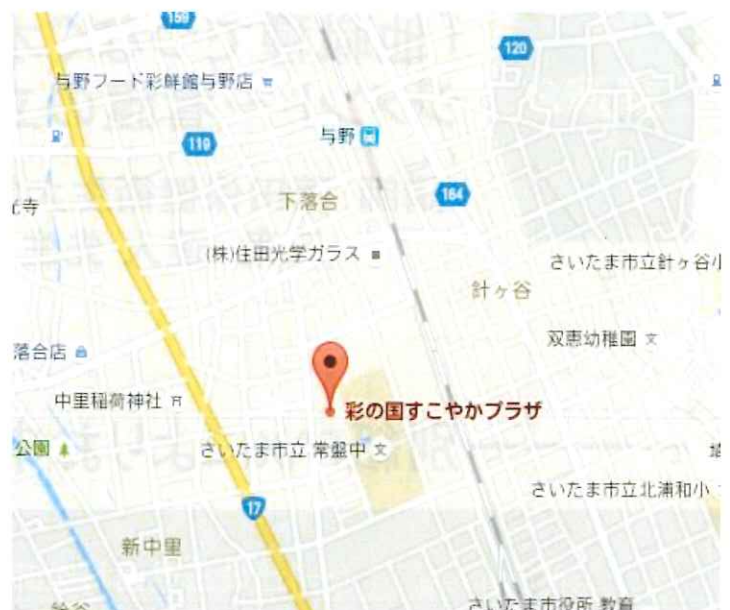 159
120
与野フード彩鮮館与野店
119
与野
164
下落合
(株)住田光学ガラス
さいたま市立針ヶ谷小
針ヶ谷
双恵幼稚園 文
落合店
中里稲荷神社
彩の国すこやかプラザ
公園
さいたま市立 常盤中 文
さいたま市立北浦和小
17
新中里
鈴谷
さいたま市役所 教育